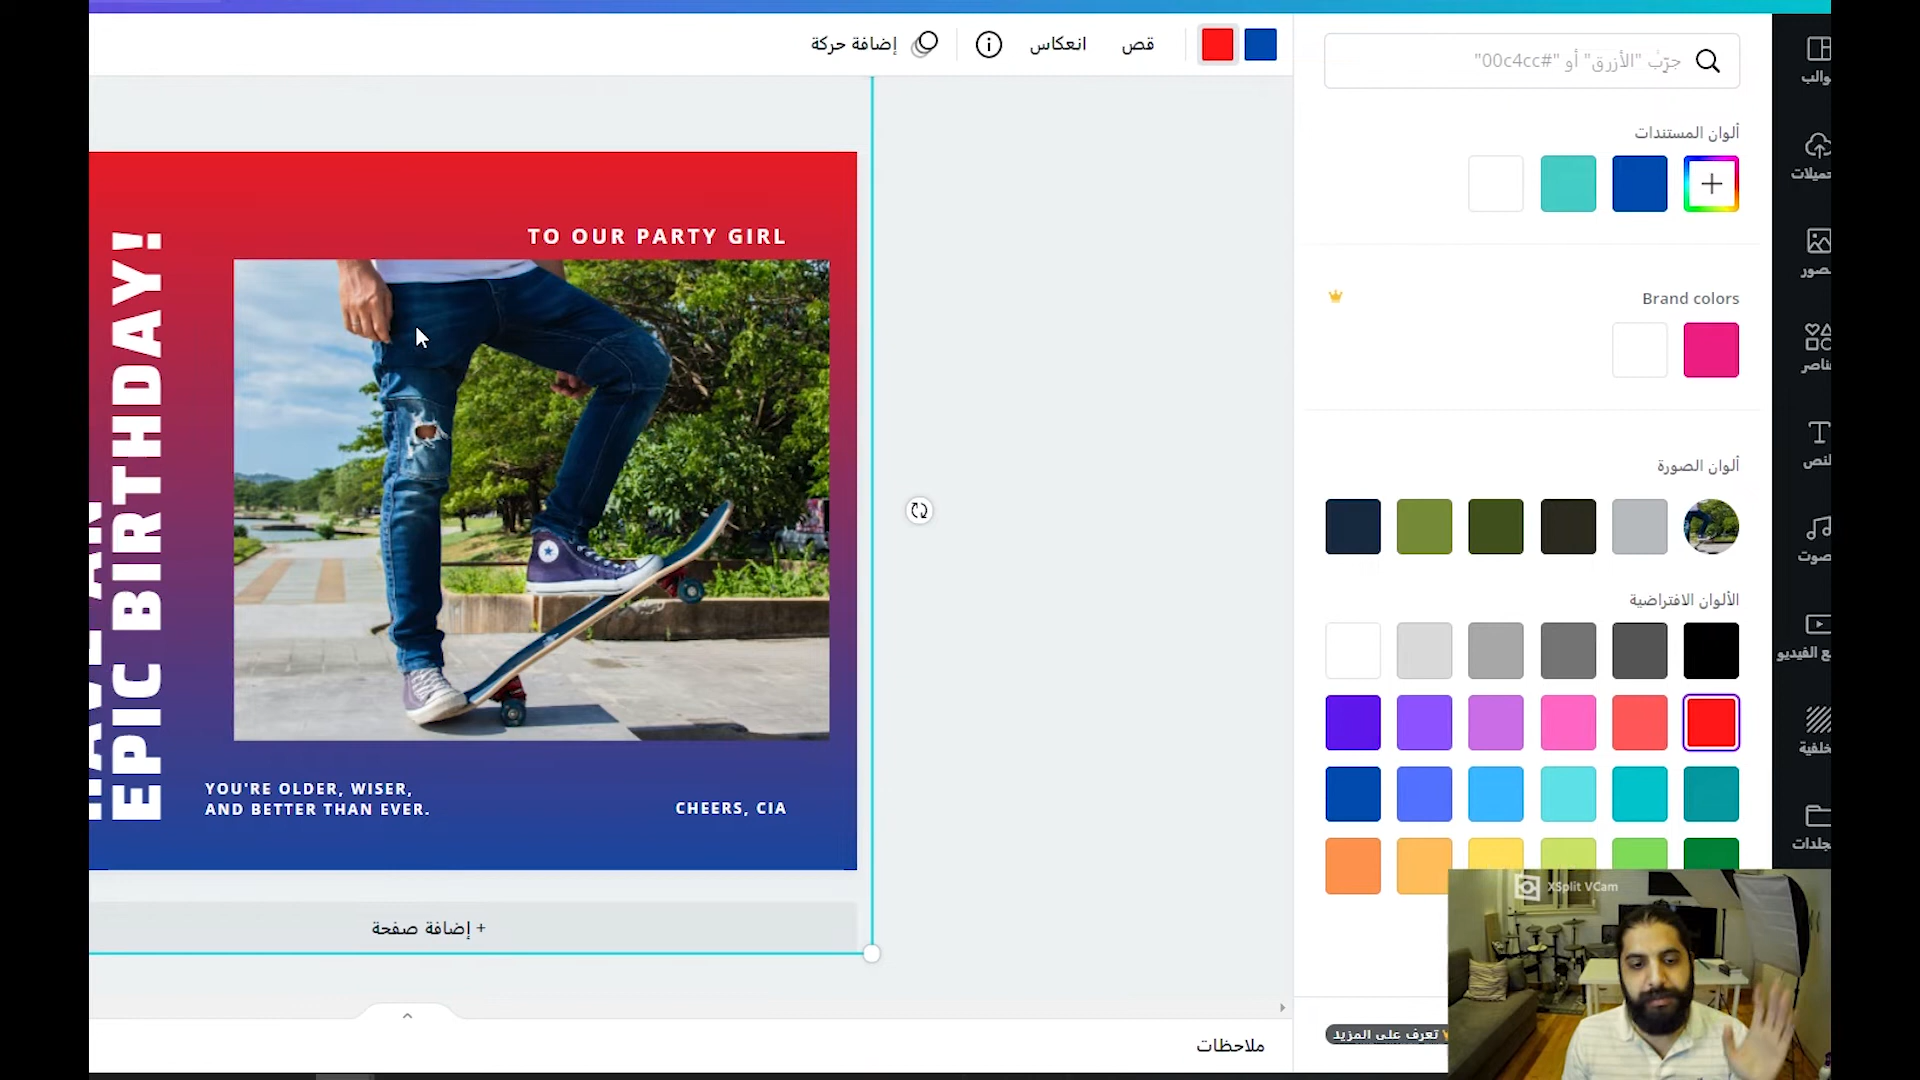 إضافة حركة
انعكاس
قص
جرّب "الأزرق" أو "#00c4cc"
ألوان المستندات
Brand colors
ألوان الصورة
الألوان الافتراضية
تعرف على المزيد
TO OUR PARTY GIRL
EPIC BIRTHDAY!
YOU'RE OLDER, WISER,
AND BETTER THAN EVER.
CHEERS, CIA
+ إضافة صفحة
ملاحظات
XSplit VCam